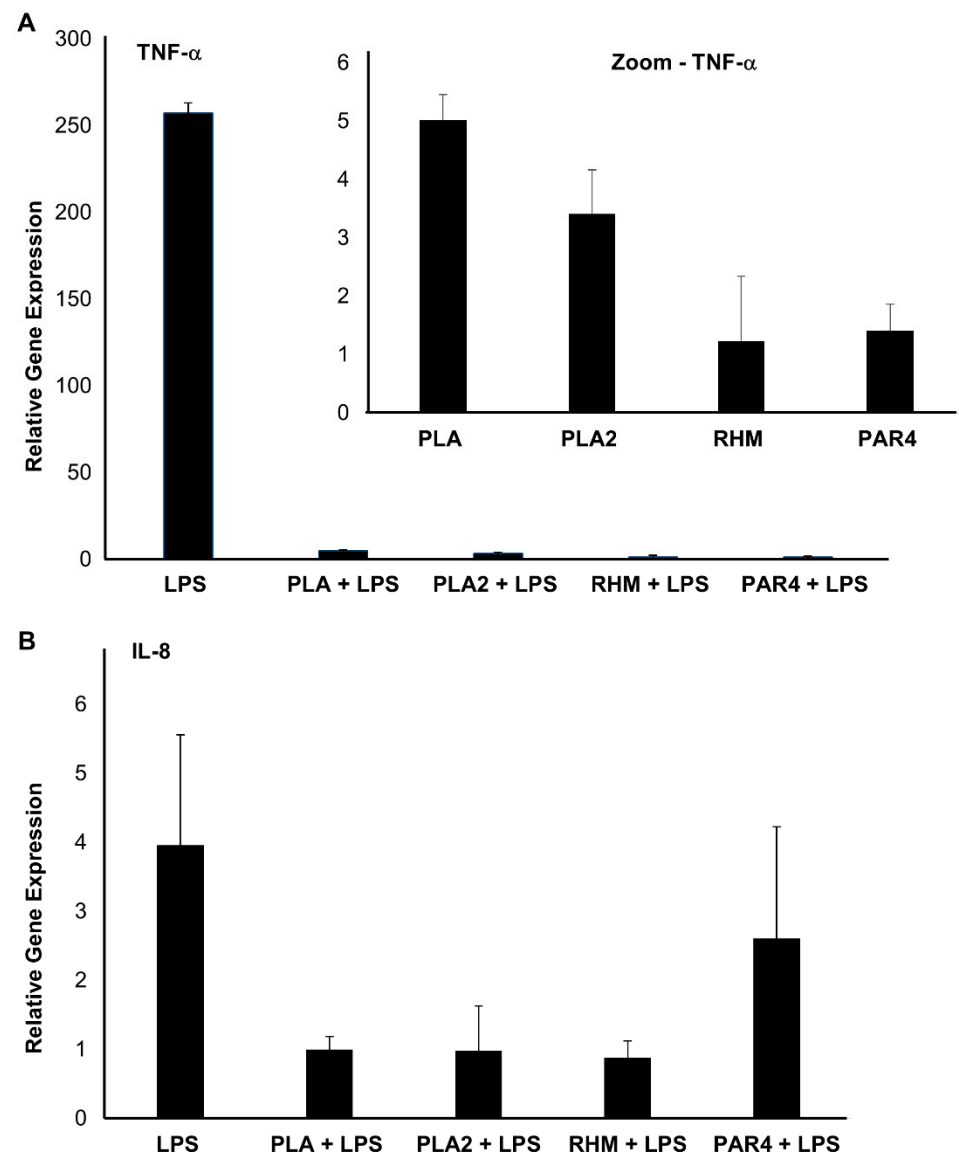 A
TNF-α
Relative Gene Expression
300
250
200
150
100
50
0
LPS
PLA + LPS
PLA2 + LPS
RHM + LPS
PAR4 + LPS
Zoom - TNF-α
6
5
4
3
2
1
0
PLA
PLA2
RHM
PAR4
B
IL-8
Relative Gene Expression
6
5
4
3
2
1
0
LPS
PLA + LPS
PLA2 + LPS
RHM + LPS
PAR4 + LPS